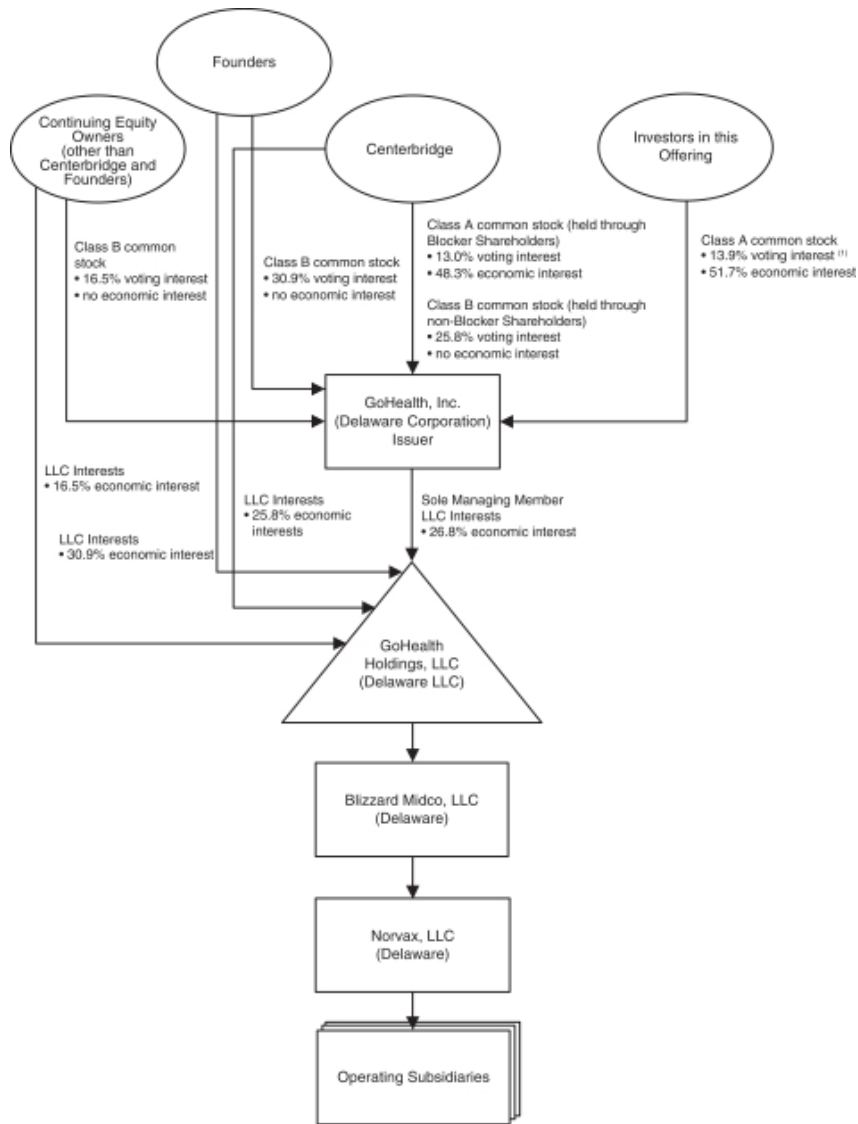 Founders
Continuing Equity
Owners
(other than
Centerbridge and
Founders)
Centerbridge
Investors in this
Offering
Class B common
stock
• 16.5% voting interest
• no economic interest
Class B common stock
• 30.9% voting interest
• no economic interest
Class A common stock (held through
Blocker Shareholders)
• 13.0% voting interest
• 48.3% economic interest
Class B common stock (held through
non-Blocker Shareholders)
• 25.8% voting interest
• no economic interest
Class A common stock
• 13.9% voting interest (1)
• 51.7% economic interest
GoHealth, Inc.
(Delaware Corporation)
Issuer
LLC Interests
• 16.5% economic interest
LLC Interests
• 30.9% economic interest
LLC Interests
• 25.8% economic
interests
Sole Managing Member
LLC Interests
• 26.8% economic interest
GoHealth
Holdings, LLC
(Delaware LLC)
Blizzard Midco, LLC
(Delaware)
Norvax, LLC
(Delaware)
Operating Subsidiaries